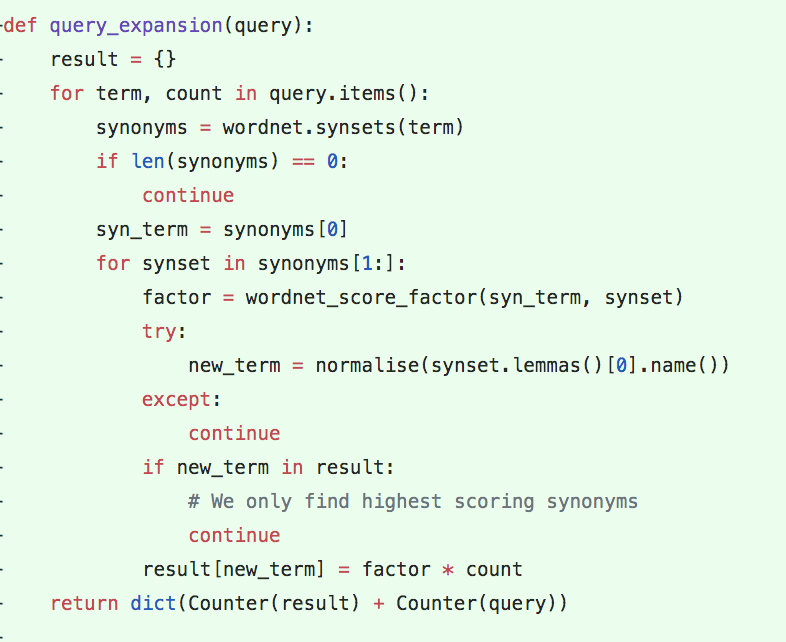 def query_expansion(query):
    result = {}
    for term, count in query.items():
        synonyms = wordnet.synsets(term)
        if len(synonyms) == 0:
            continue
        syn_term = synonyms[0]
        for synset in synonyms[1:]:
            factor = wordnet_score_factor(syn_term, synset)
            try:
                new_term = normalise(synset.lemmas()[0].name())
            except:
                continue
            if new_term in result:
                # We only find highest scoring synonyms
                continue
            result[new_term] = factor * count
    return dict(Counter(result) + Counter(query))